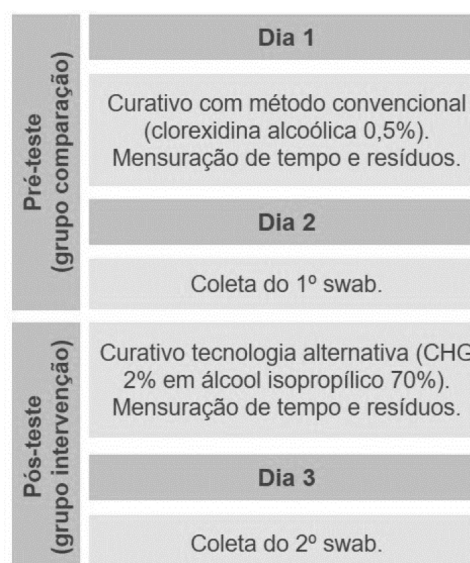 Pré-teste
(grupo comparação)
Dia 1
Curativo com método convencional
(clorexidina alcoólica 0,5%).
Mensuração de tempo e resíduos.
Dia 2
Coleta do 1º swab.
Pós-teste
(grupo intervenção)
Curativo tecnologia alternativa (CHG
2% em álcool isopropílico 70%).
Mensuração de tempo e resíduos.
Dia 3
Coleta do 2º swab.